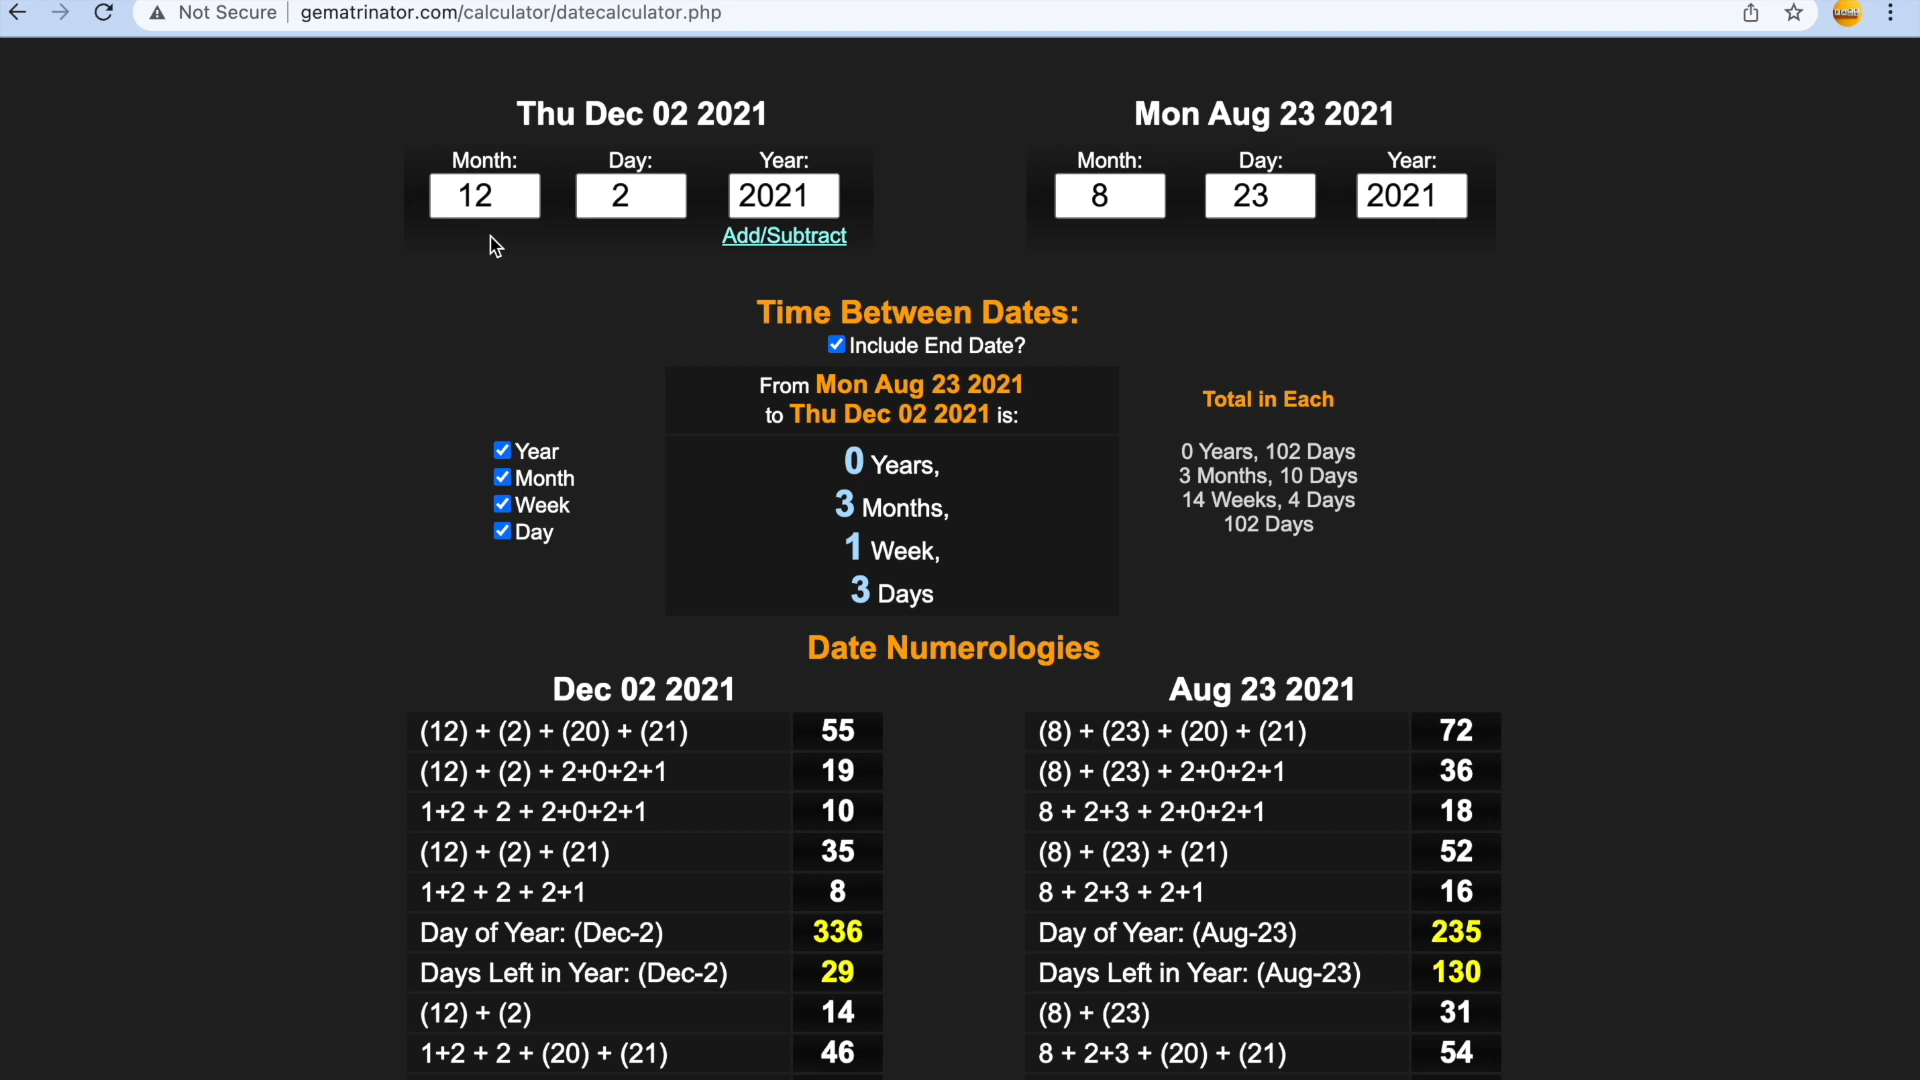 Not Secure
gematrinator.com/calculator/datecalculator.php
Thu Dec 02 2021
Month: Day: Year:
12 2 2021
Add/Subtract
Mon Aug 23 2021
Month: Day: Year:
8 23 2021
Time Between Dates:
Include End Date?
From Mon Aug 23 2021
to Thu Dec 02 2021 is:
Year
Month
Week
Day
0 Years,
3 Months,
1 Week,
3 Days
Total in Each
0 Years, 102 Days
3 Months, 10 Days
14 Weeks, 4 Days
102 Days
Date Numerologies
Dec 02 2021
(12) + (2) + (20) + (21) 55
(12) + (2) + 2+0+2+1 19
1+2 + 2 + 2+0+2+1 10
(12) + (2) + (21) 35
1+2 + 2 + 2+1 8
Day of Year: (Dec-2) 336
Days Left in Year: (Dec-2) 29
(12) + (2) 14
1+2 + 2 + (20) + (21) 46
Aug 23 2021
(8) + (23) + (20) + (21) 72
(8) + (23) + 2+0+2+1 36
8 + 2+3 + 2+0+2+1 18
(8) + (23) + (21) 52
8 + 2+3 + 2+1 16
Day of Year: (Aug-23) 235
Days Left in Year: (Aug-23) 130
(8) + (23) 31
8 + 2+3 + (20) + (21) 54